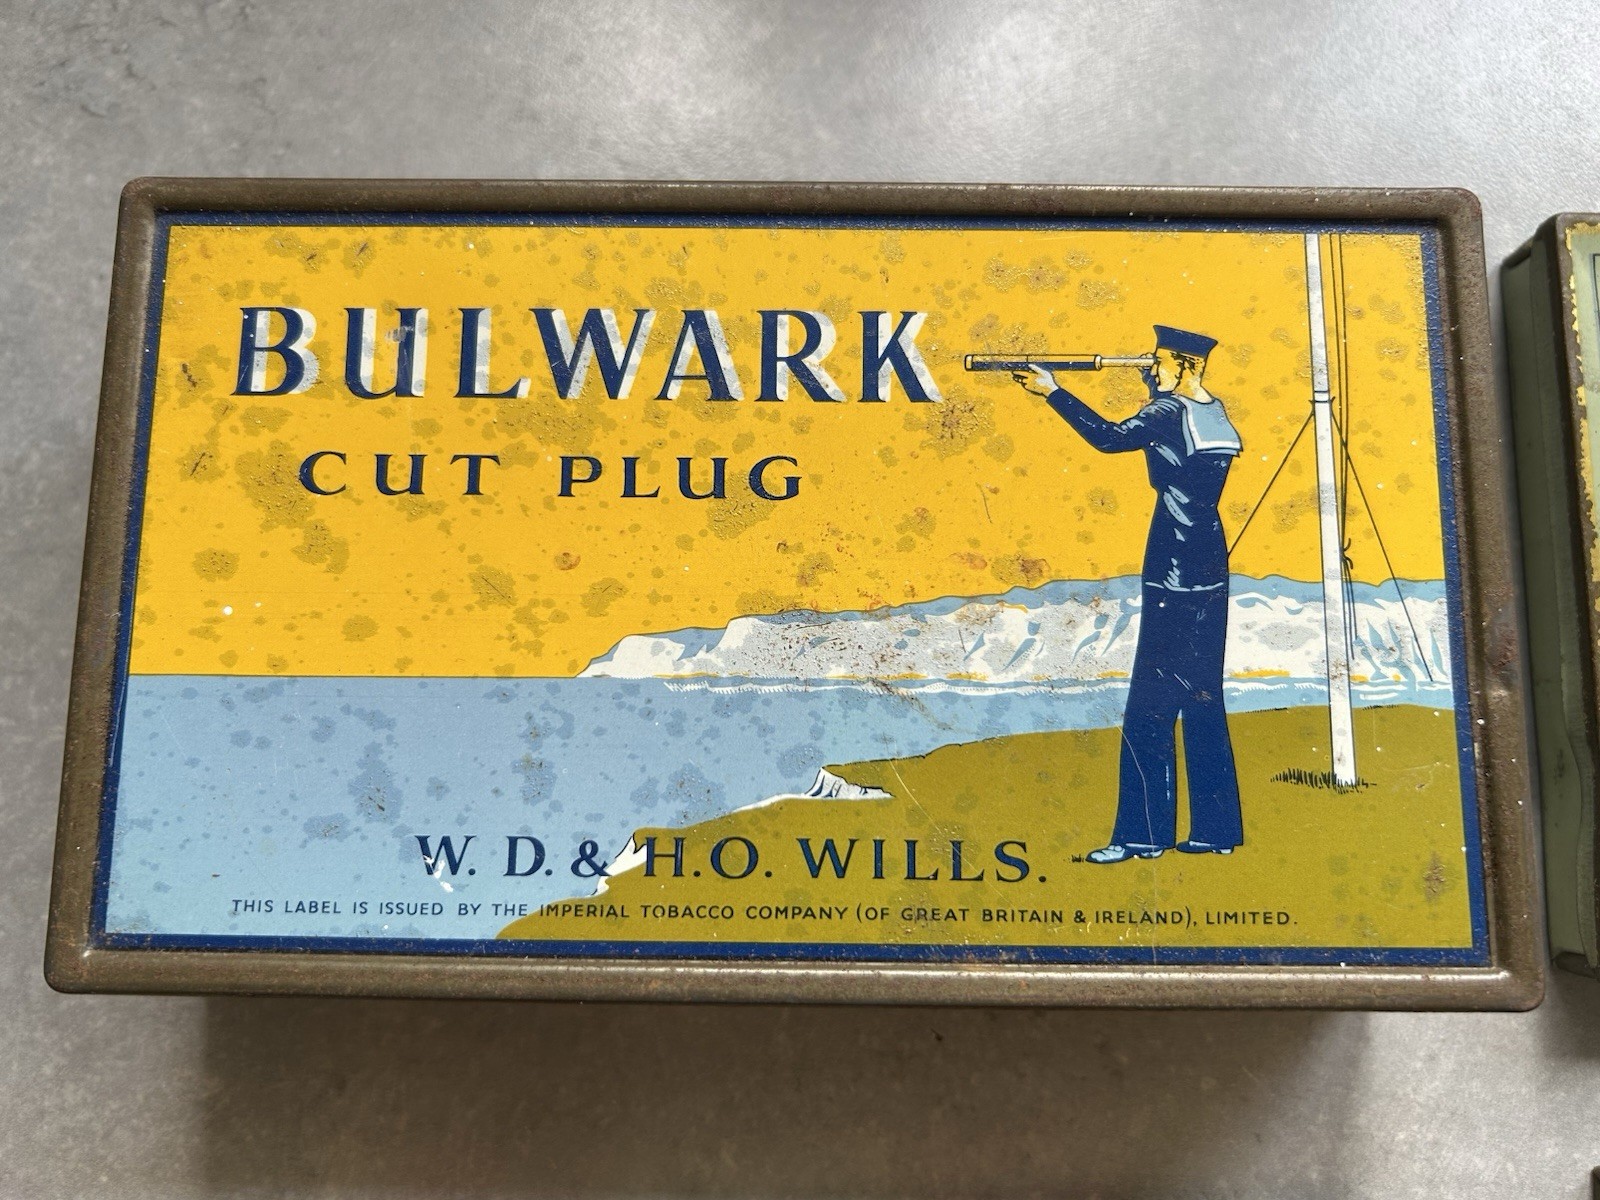 BULWARK
CUT PLUG
W. D. & H. O. WILLS.
THIS LABEL IS ISSUED BY THE IMPERIAL TOBACCO COMPANY (OF GREAT BRITAIN & IRELAND), LIMITED.